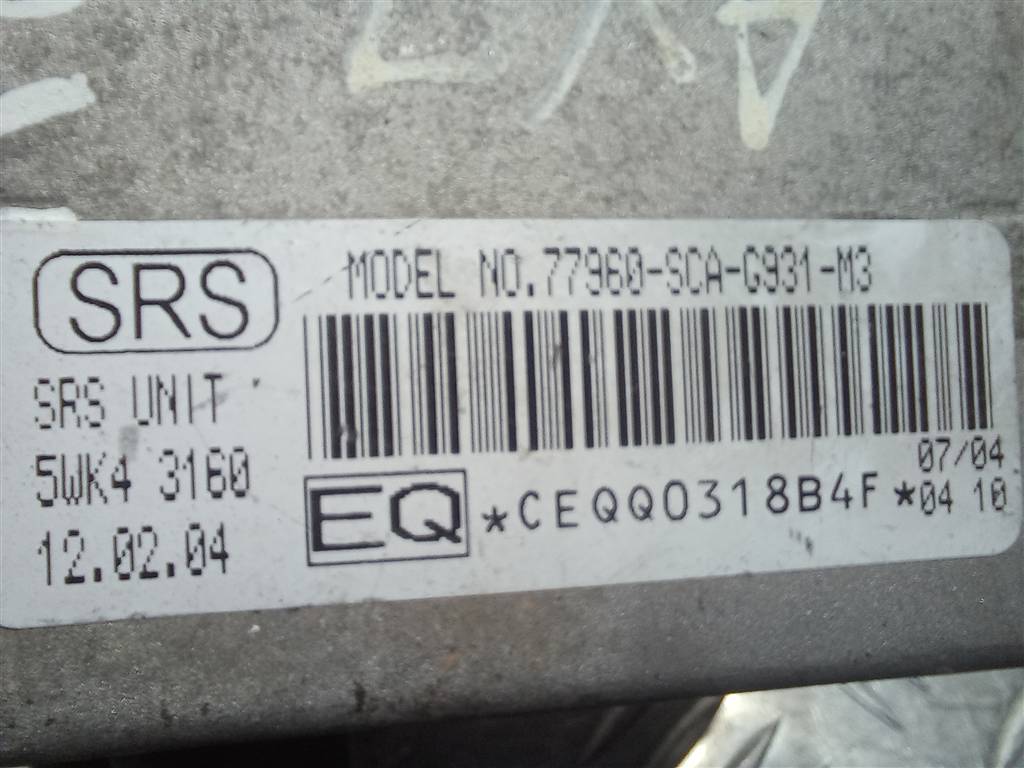 SRS
MODEL NO.77960-SCA-G931-M3
SRS UNIT
5WK4 3160
12.02.04
07/04
EQ *CEQQ0318B4F*04 10